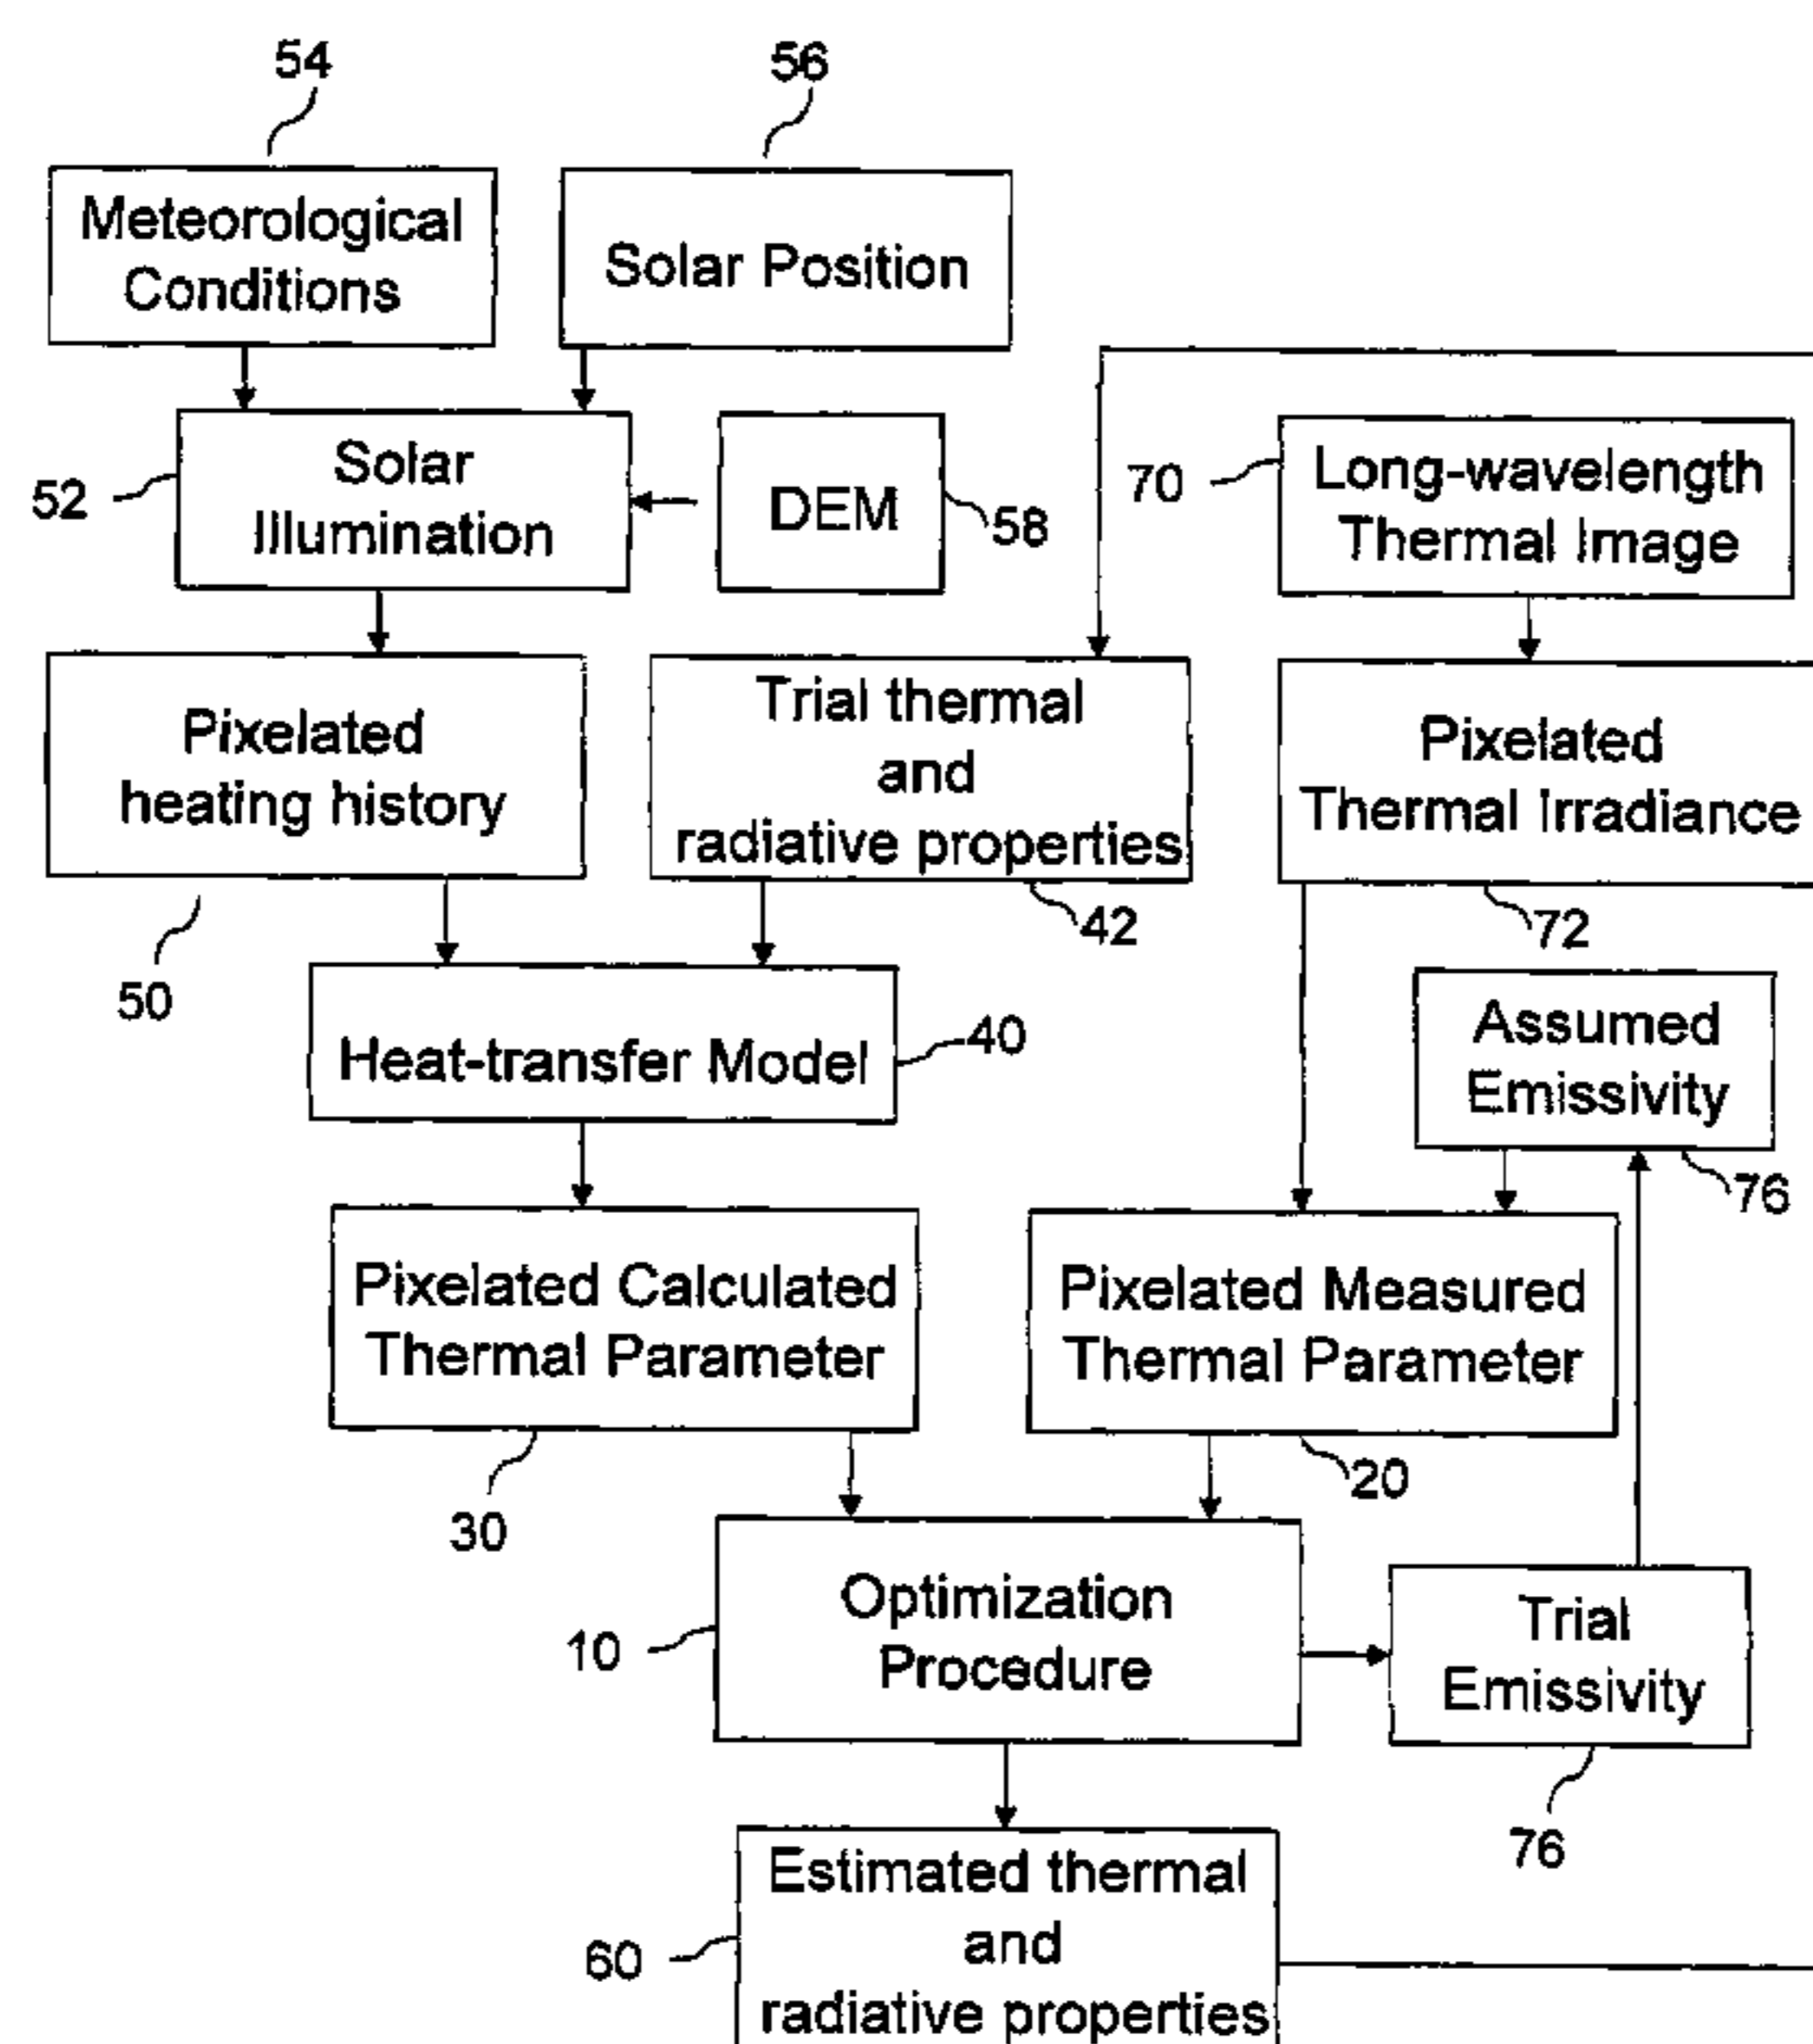 54
56
Meteorological
Conditions
Solar Position
52
Solar
Illumination
DEM
58
70
Long-wavelength
Thermal Image
Pixelated
heating history
50
Trial thermal
and
radiative properties
42
Pixelated
Thermal Irradiance
72
Heat-transfer Model
40
Assumed
Emissivity
76
Pixelated Calculated
Thermal Parameter
30
Pixelated Measured
Thermal Parameter
20
10
Optimization
Procedure
Trial
Emissivity
76
60
Estimated thermal
and
radiative properties